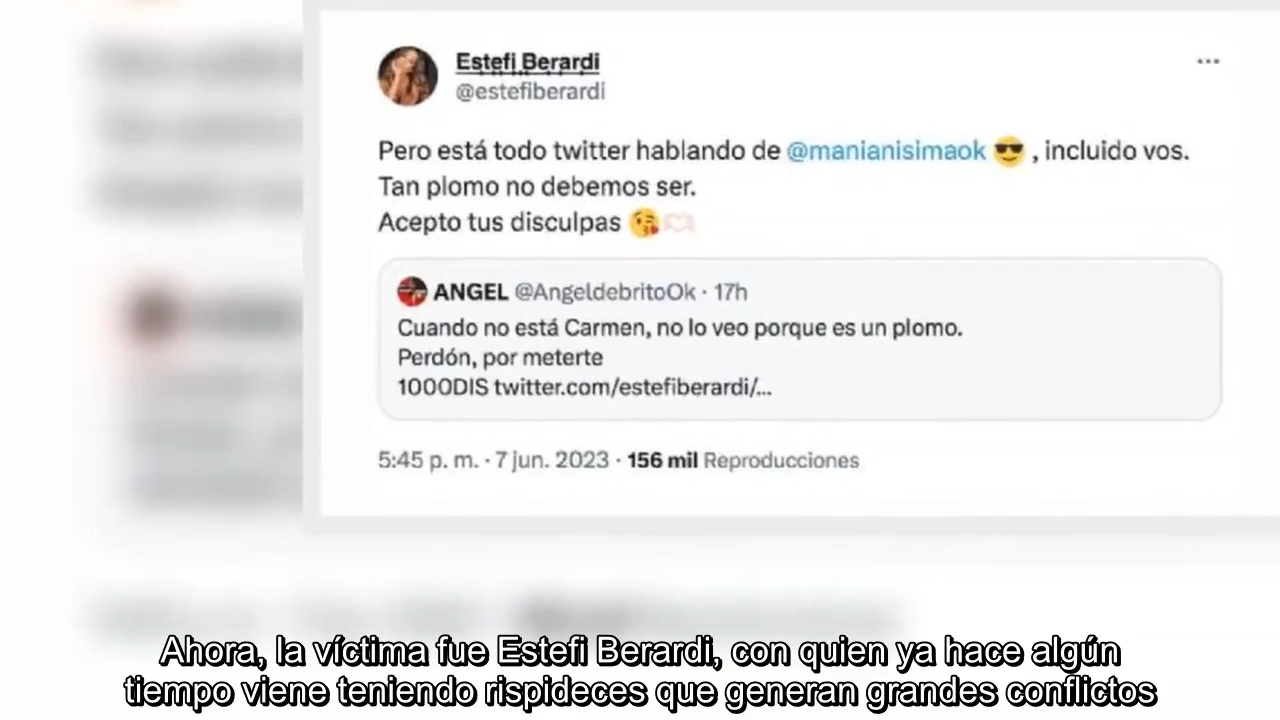 Estefi Berardi
@estefiberardi
Pero está todo twitter hablando de @manianisimaok 😎 , incluido vos.
Tan plomo no debemos ser.
Acepto tus disculpas 😘🫶🏻
ANGEL @AngeldebritoOk · 17h
Cuando no está Carmen, no lo veo porque es un plomo.
Perdón, por meterte
1000DIS twitter.com/estefiberardi/...
5:45 p. m. · 7 jun. 2023 · 156 mil Reproducciones
Ahora, la víctima fue Estefi Berardi, con quien ya hace algún
tiempo viene teniendo rispideces que generan grandes conflictos